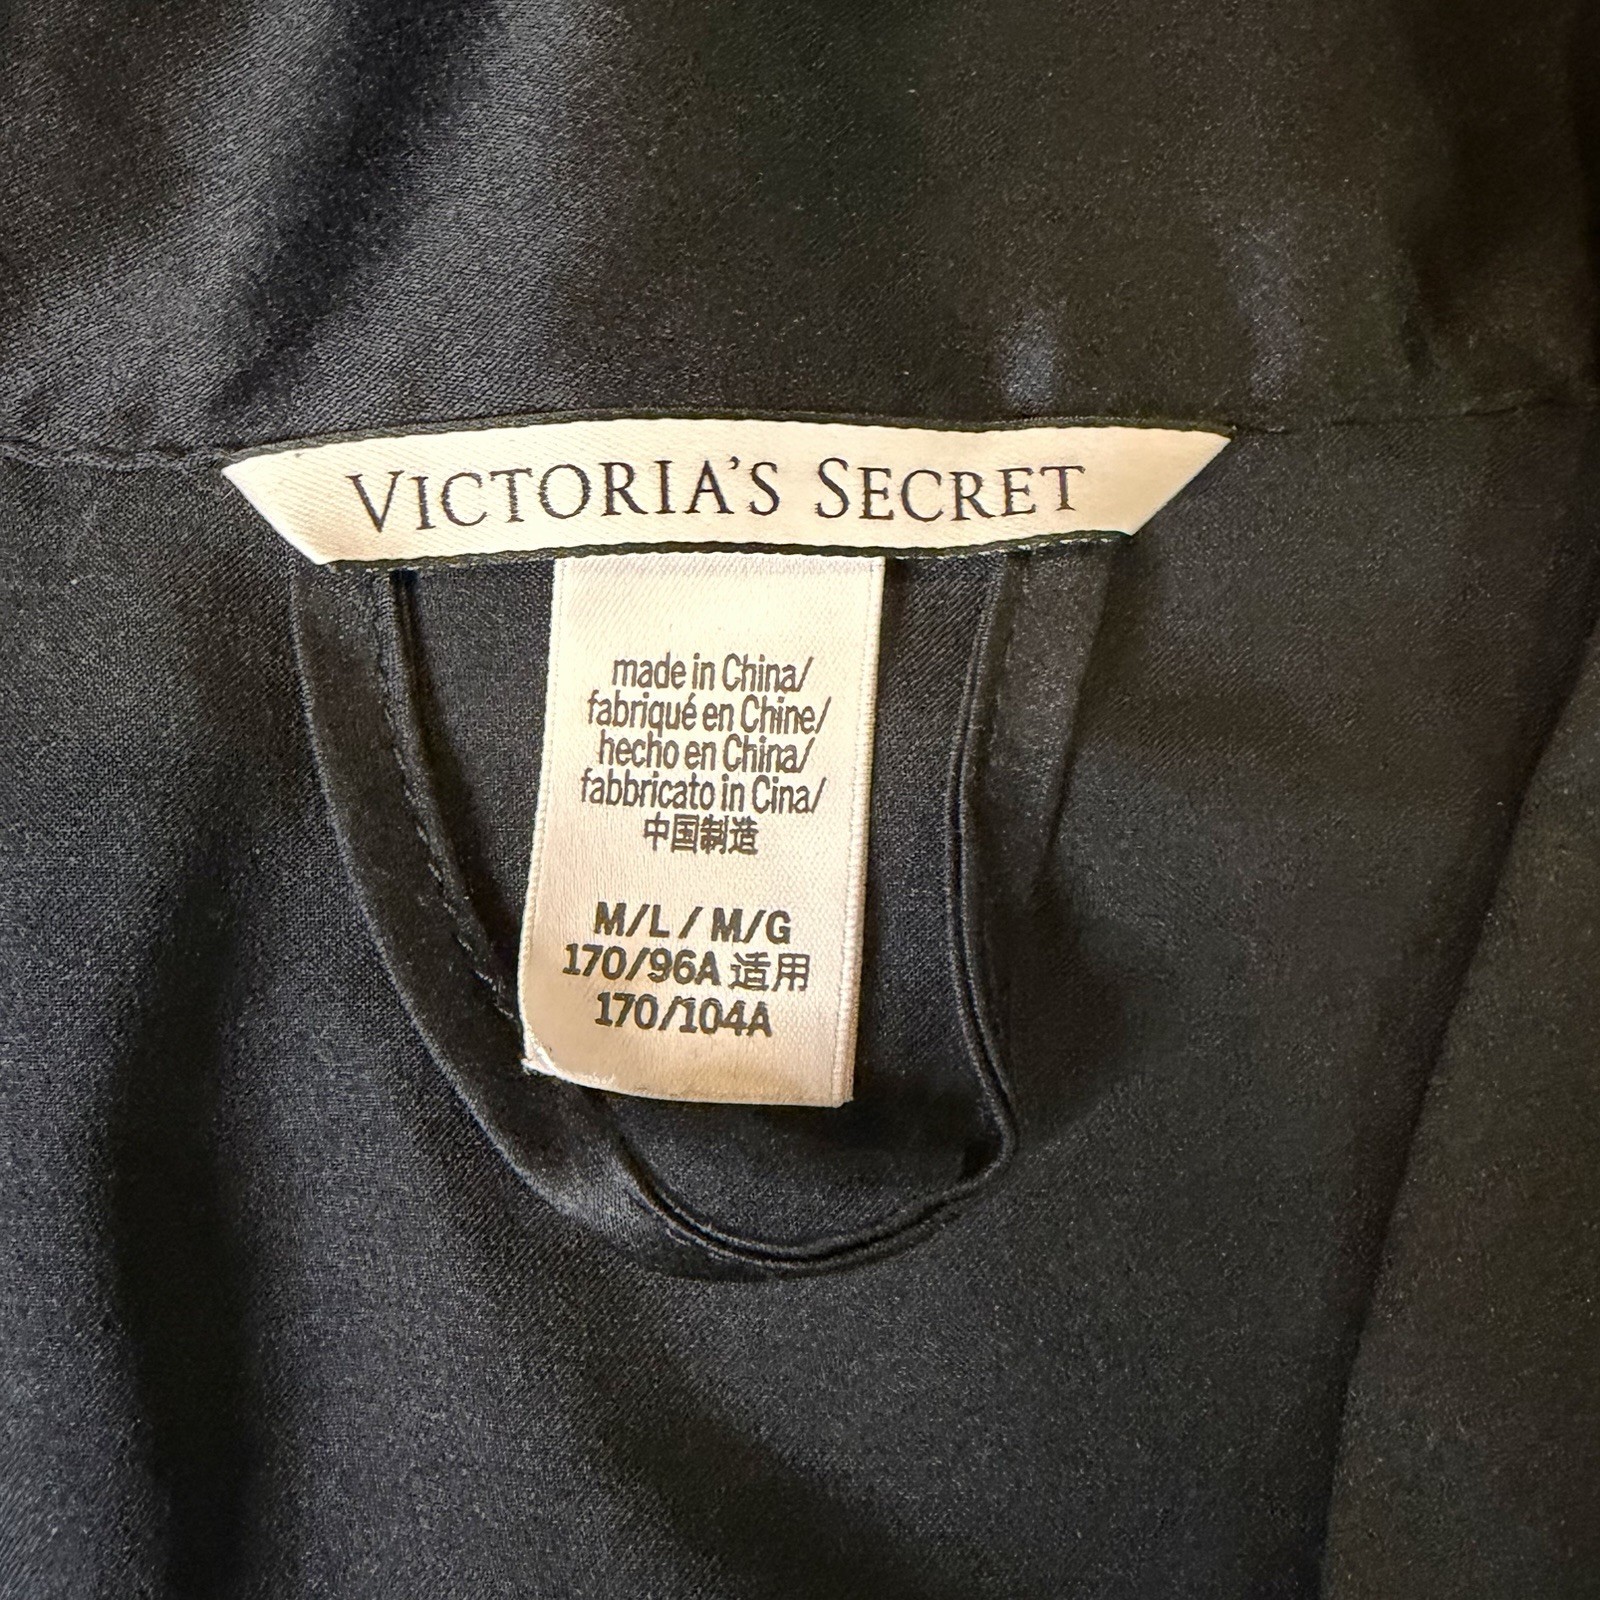 VICTORIA'S SECRET
made in China/
fabriqué en Chine/
hecho en China/
fabbricato in Cina/
中国制造
M/L / M/G
170/96A 适用
170/104A